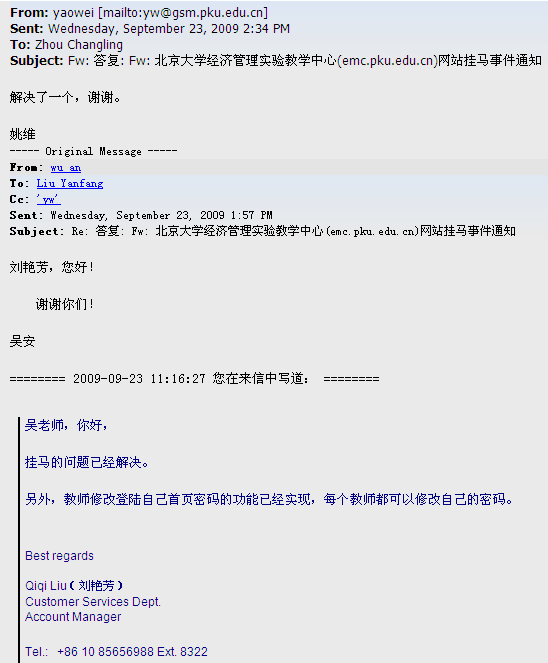 From: yaowei [mailto:yw@gsm.pku.edu.cn]
Sent: Wednesday, September 23, 2009 2:34 PM
To: Zhou Changling
Subject: Fw: 答复: Fw: 北京大学经济管理实验教学中心(emc.pku.edu.cn)网站挂马事件通知
解决了一个，谢谢。
姚维
----- Original Message -----
From: wu an
To: Liu Yanfang
Cc: 'yw'
Sent: Wednesday, September 23, 2009 1:57 PM
Subject: Re: 答复: Fw: 北京大学经济管理实验教学中心(emc.pku.edu.cn)网站挂马事件通知
刘艳芳，您好！
谢谢你们！
吴安
======== 2009-09-23 11:16:27 您在来信中写道： ========
吴老师，你好，
挂马的问题已经解决。
另外，教师修改登陆自己首页密码的功能已经实现，每个教师都可以修改自己的密码。
Best regards
Qiqi Liu（刘艳芳）
Customer Services Dept.
Account Manager
Tel.: +86 10 85656988 Ext. 8322